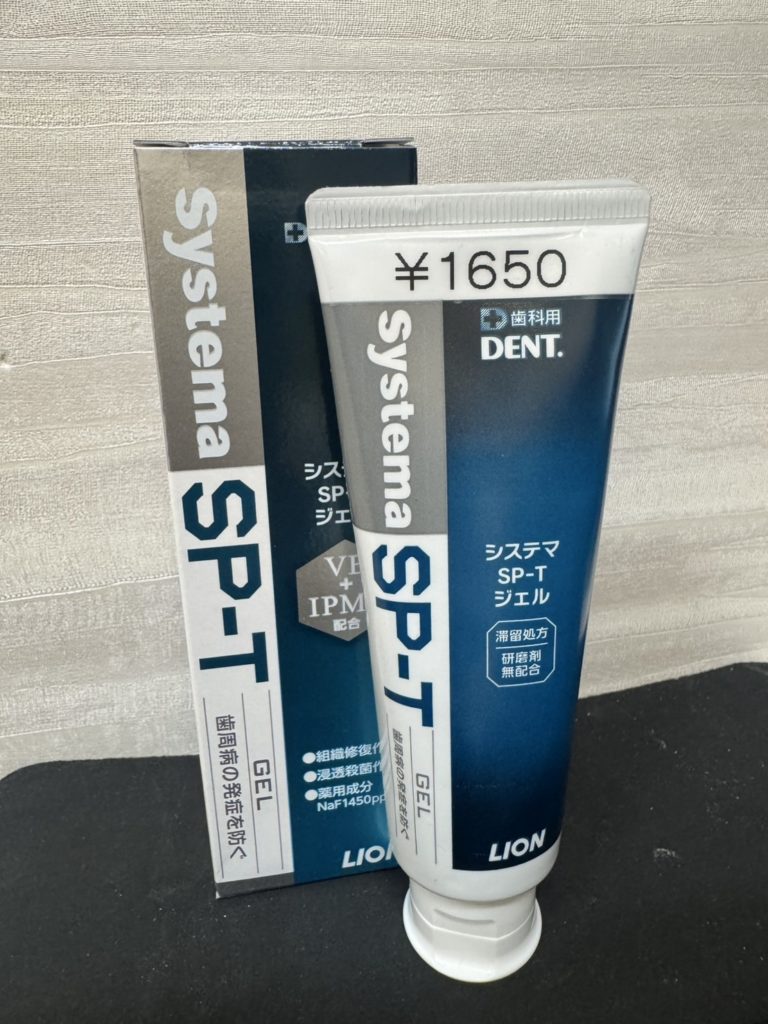 Systema
SP-T
GEL
歯周病の発症を防ぐ
SP-
VE
+
IPM
配合
●組織修復作
●浸透殺菌作
●薬用成分
NaF1450pp
LION
¥1650
歯科用
DENT.
Systema
SP-T
GEL
歯周病の発症を防ぐ
システマ
SP-T
ジェル
滞留処方
研磨剤
無配合
LION